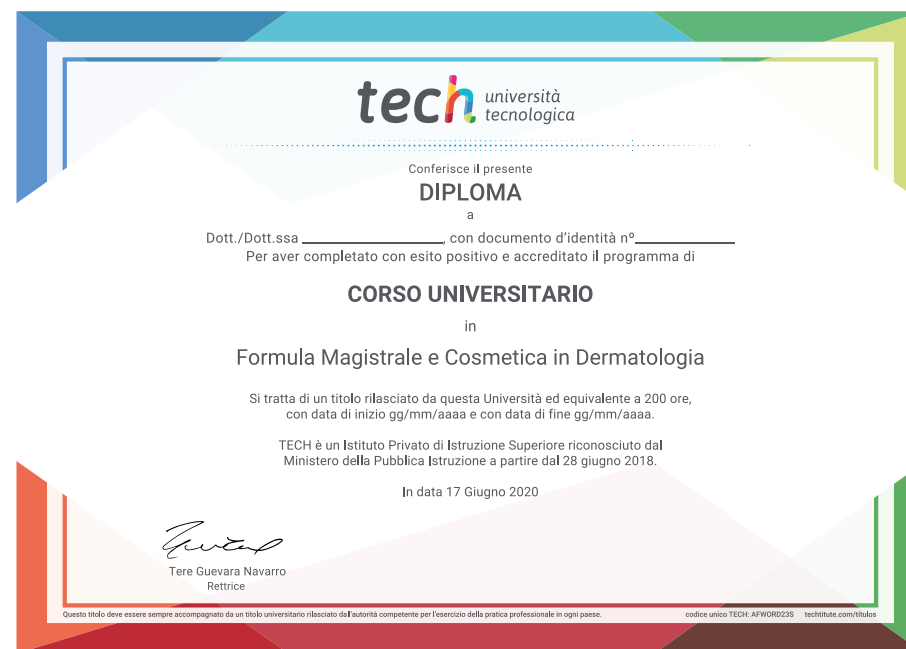 tech università
tecnologica
Conferisce il presente
DIPLOMA
a
Dott./Dott.ssa ____________________, con documento d'identità nº______________
Per aver completato con esito positivo e accreditato il programma di
CORSO UNIVERSITARIO
in
Formula Magistrale e Cosmetica in Dermatologia
Si tratta di un titolo rilasciato da questa Università ed equivalente a 200 ore,
con data di inizio gg/mm/aaaa e con data di fine gg/mm/aaaa.
TECH è un Istituto Privato di Istruzione Superiore riconosciuto dal
Ministero della Pubblica Istruzione a partire dal 28 giugno 2018.
In data 17 Giugno 2020
Tere Guevara Navarro
Rettrice
Questo titolo deve essere sempre accompagnato da un titolo universitario rilasciato dall'autorità competente per l'esercizio della pratica professionale in ogni paese.
codice unico TECH: AFWORD23S techtitute.com/titulos